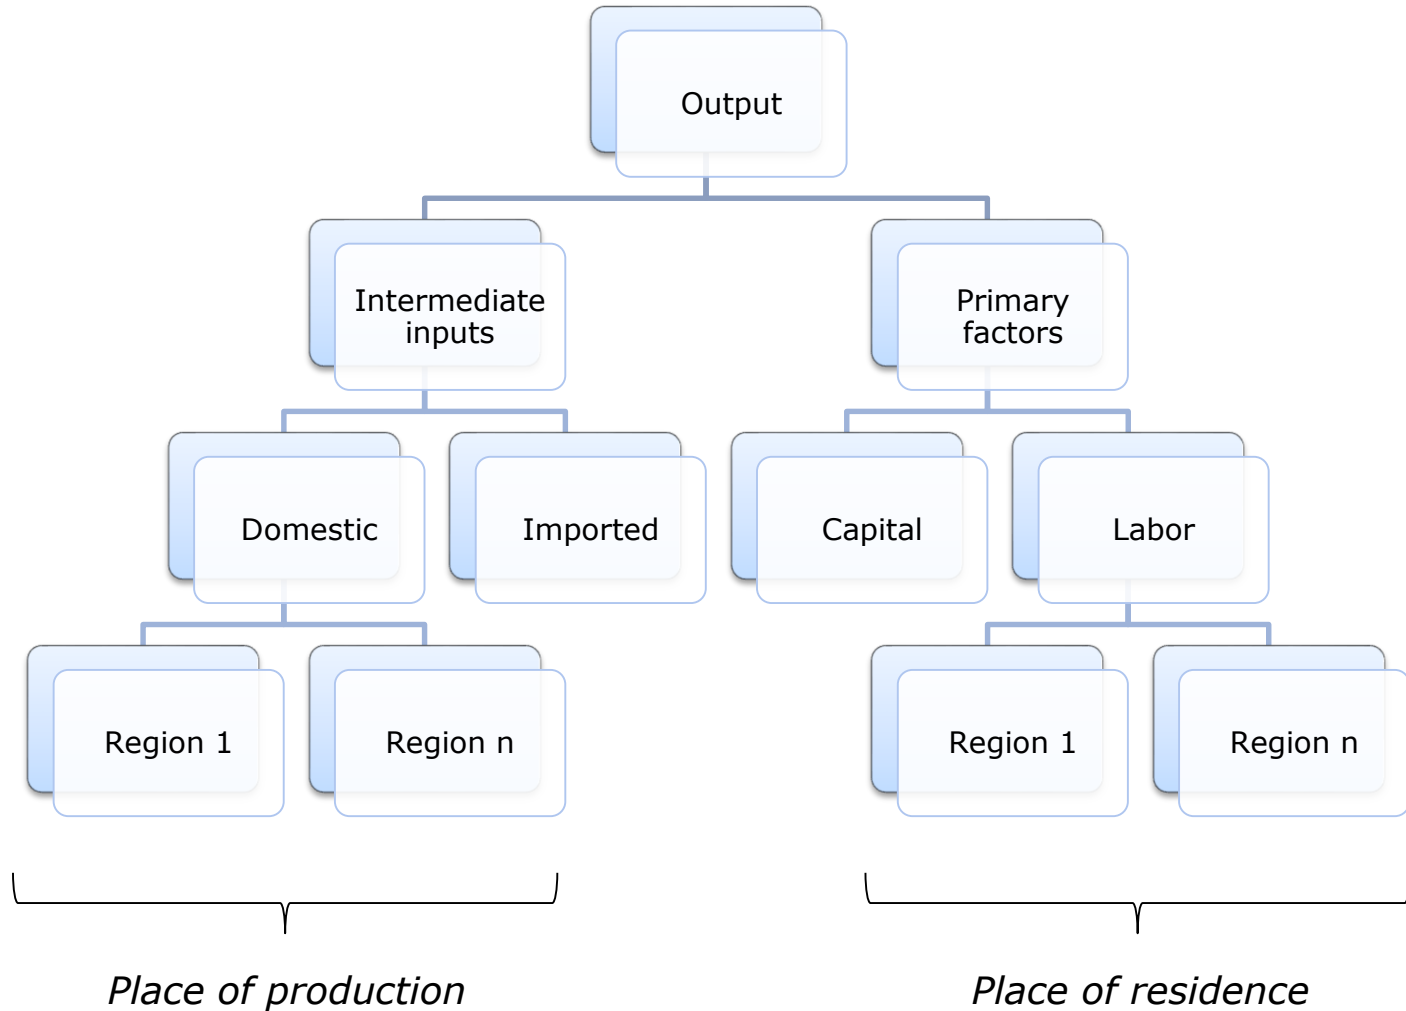 Output
Intermediate
inputs
Primary
factors
Domestic
Imported
Capital
Labor
Region 1
Region n
Region 1
Region n
Place of production
Place of residence